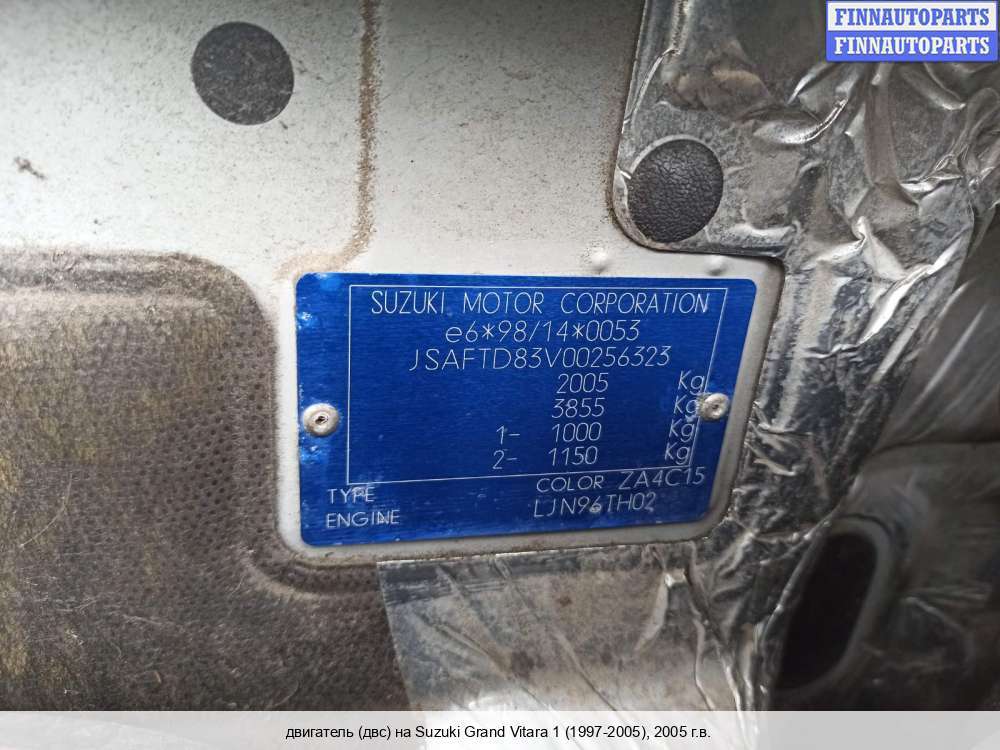 FINNAUTOPARTS
FINNAUTOPARTS
SUZUKI MOTOR CORPORATION
e6*98/14*0053
JSAFTD83V00256323
2005 Kg
3855 Kg
1- 1000 Kg
2- 1150 Kg
COLOR ZA4C15
TYPE LJN96TH02
ENGINE
двигатель (двс) на Suzuki Grand Vitara 1 (1997-2005), 2005 г.в.